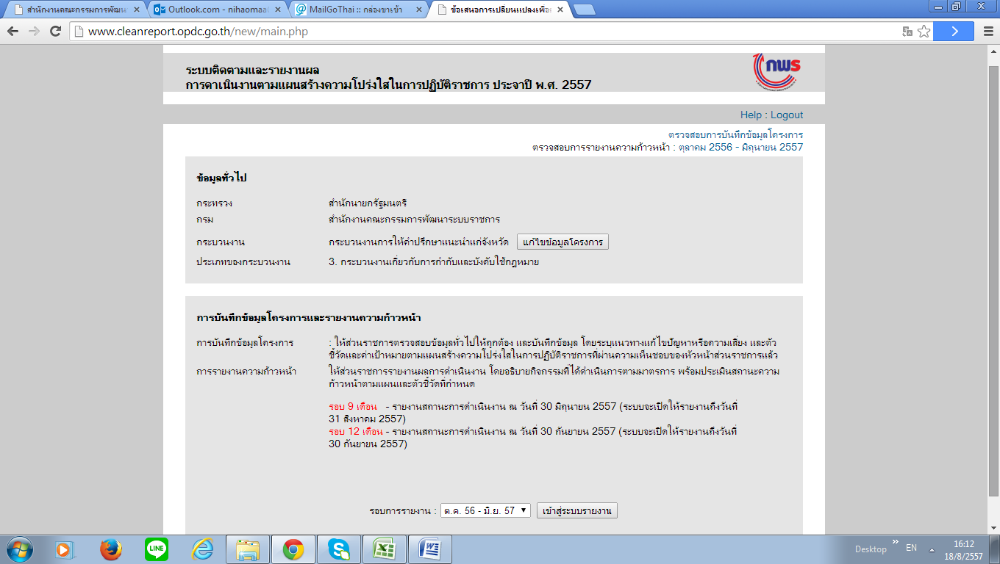 สำนักงานคณะกรรมการพัฒน
Outlook.com - nihaomaa
MailGoThai :: กล่องขาเข้า
ข้อเสนอการเปลี่ยนแปลงเพื่อ
www.cleanreport.opdc.go.th/new/main.php
ระบบติดตามและรายงานผล
การดาเนินงานตามแผนสร้างความโปร่งใสในการปฏิบัติราชการ ประจาปี พ.ศ. 2557
กพร
Help : Logout
ตรวจสอบการบันทึกข้อมูลโครงการ
ตรวจสอบการรายงานความก้าวหน้า : ตุลาคม 2556 - มิถุนายน 2557
ข้อมูลทั่วไป
กระทรวง สำนักนายกรัฐมนตรี
กรม สำนักงานคณะกรรมการพัฒนาระบบราชการ
กระบวนงาน กระบวนงานการให้คำปรึกษาแนะนำแก่จังหวัด แก้ไขข้อมูลโครงการ
ประเภทของกระบวนงาน 3. กระบวนงานเกี่ยวกับการกำกับและบังคับใช้กฎหมาย
การบันทึกข้อมูลโครงการและรายงานความก้าวหน้า
การบันทึกข้อมูลโครงการ : ให้ส่วนราชการตรวจสอบข้อมูลทั่วไปให้ถูกต้อง และบันทึกข้อมูล โดยระบุแนวทางแก้ไขปัญหาหรือความเสี่ยง และตัว
ชี้วัดและค่าเป้าหมายตามแผนสร้างความโปร่งใสในการปฏิบัติราชการที่ผ่านความเห็นชอบของหัวหน้าส่วนราชการแล้ว
การรายงานความก้าวหน้า ให้ส่วนราชการรายงานผลการดำเนินงาน โดยอธิบายกิจกรรมที่ได้ดำเนินการตามมาตรการ พร้อมประเมินสถานะความ
ก้าวหน้าตามแผนและตัวชี้วัดที่กำหนด
รอบ 9 เดือน - รายงานสถานะการดำเนินงาน ณ วันที่ 30 มิถุนายน 2557 (ระบบจะเปิดให้รายงานถึงวันที่
31 สิงหาคม 2557)
รอบ 12 เดือน - รายงานสถานะการดำเนินงาน ณ วันที่ 30 กันยายน 2557 (ระบบจะเปิดให้รายงานถึงวันที่
30 กันยายน 2557)
รอบการรายงาน : ต.ค. 56 - มิ.ย. 57 เข้าสู่ระบบรายงาน
LINE
Desktop EN 16:12
18/8/2557